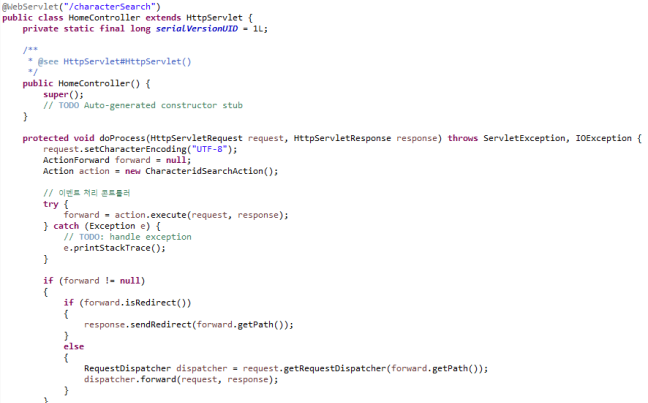 @WebServlet("/characterSearch")
public class HomeController extends HttpServlet {
    private static final long serialVersionUID = 1L;

    /**
     * @see HttpServlet#HttpServlet()
     */
    public HomeController() {
        super();
        // TODO Auto-generated constructor stub
    }

    protected void doProcess(HttpServletRequest request, HttpServletResponse response) throws ServletException, IOException {
        request.setCharacterEncoding("UTF-8");
        ActionForward forward = null;
        Action action = new CharacteridSearchAction();

        // 이벤트 처리 콘트롤러
        try {
            forward = action.execute(request, response);
        } catch (Exception e) {
            // TODO: handle exception
            e.printStackTrace();
        }

        if (forward != null)
        {
            if (forward.isRedirect())
            {
                response.sendRedirect(forward.getPath());
            }
            else
            {
                RequestDispatcher dispatcher = request.getRequestDispatcher(forward.getPath());
                dispatcher.forward(request, response);
            }
        }